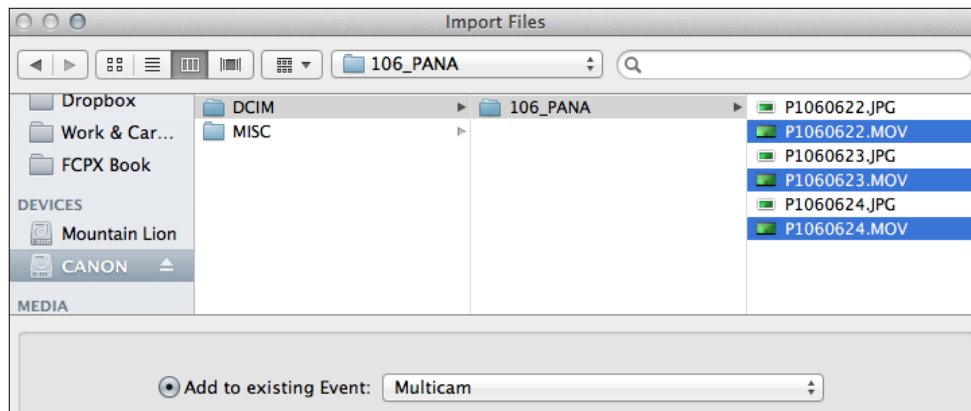 Import Files
106_PANA
Dropbox
Work & Car...
FCPX Book
DEVICES
Mountain Lion
CANON
MEDIA
DCIM
MISC
106_PANA
P1060622.JPG
P1060622.MOV
P1060623.JPG
P1060623.MOV
P1060624.JPG
P1060624.MOV
Add to existing Event: Multicam